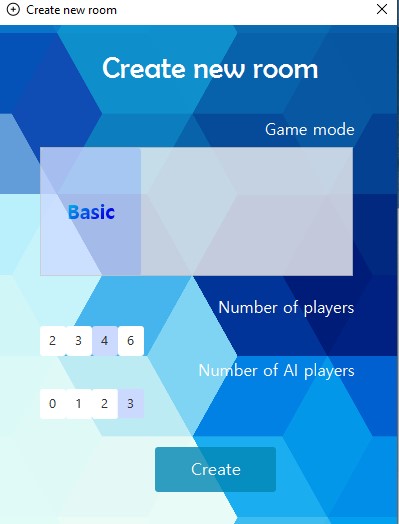 Create new room
Create new room
Game mode
Basic
Number of players
2 3 4 6
Number of AI players
0 1 2 3
Create